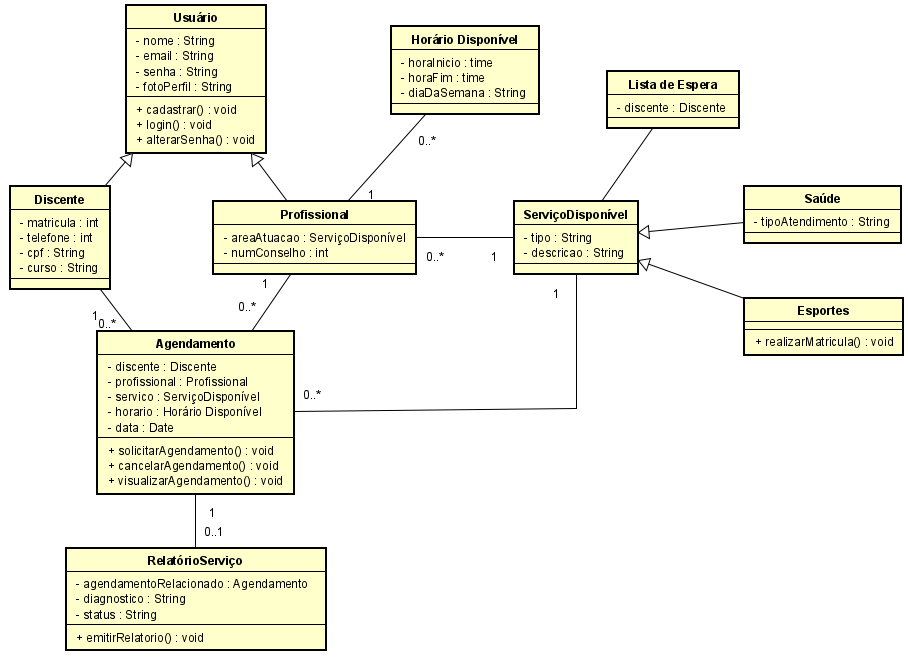 Usuário
- nome : String
- email : String
- senha : String
- fotoPerfil : String
+ cadastrar() : void
+ login() : void
+ alterarSenha() : void
Horário Disponível
- horaInicio : time
- horaFim : time
- diaDaSemana : String
Lista de Espera
- discente : Discente
0..*
1
Discente
- matricula : int
- telefone : int
- cpf : String
- curso : String
Profissional
- areaAtuacao : ServiçoDisponível
- numConselho : int
0..*
1
ServiçoDisponível
- tipo : String
- descricao : String
Saúde
- tipoAtendimento : String
Esportes
+ realizarMatricula() : void
1
0..*
1
0..*
1
0..*
Agendamento
- discente : Discente
- profissional : Profissional
- servico : ServiçoDisponível
- horario : Horário Disponível
- data : Date
+ solicitarAgendamento() : void
+ cancelarAgendamento() : void
+ visualizarAgendamento() : void
1
0..1
RelatórioServiço
- agendamentoRelacionado : Agendamento
- diagnostico : String
- status : String
+ emitirRelatorio() : void